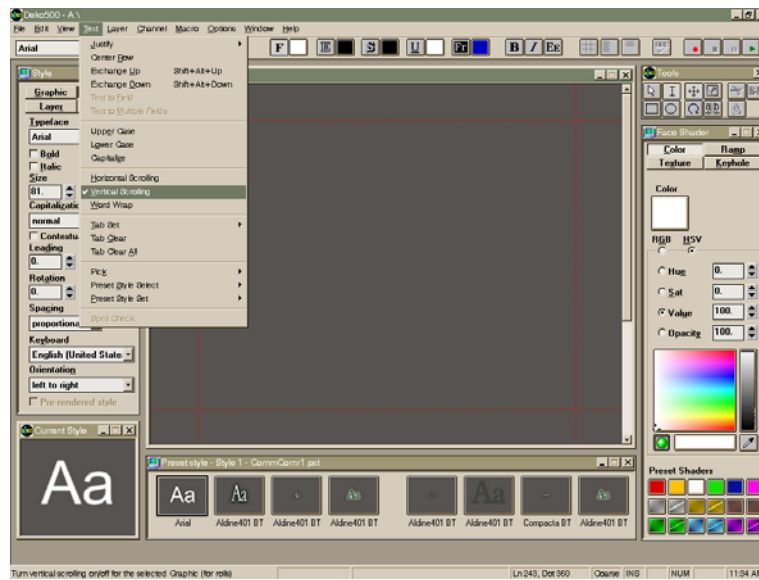 Deko500 - A:\
File Edit View Text Layer Channel Macro Options Window Help
Arial
F E S U Fr B I EE
Justify
Center Row
Exchange Up Shift+Alt+Up
Exchange Down Shift+Alt+Down
Text to Field
Text to Multiple Fields
Upper Case
Lower Case
Capitalize
Horizontal Scrolling
Vertical Scrolling
Word Wrap
Tab Set
Tab Clear
Tab Clear All
Pick
Preset Style Select
Preset Style Set
Spell Check
Style
Graphic
Layer
Typeface
Arial
Bold
Italic
Size
81.
normal
Leading
0.
Rotation
0.
Spacing
Keyboard
Orientation
left to right
Pre-rendered style
Current Style
Aa
Preset style - Style 1 - CommComr1.pst
Aa Aa Aa Aa Aa Aa
Arial Aldine401 BT Aldine401 BT Aldine401 BT Aldine401 BT Aldine401 BT Compacta BT Aldine401 BT
Tools
Face Shader
Color Ramp
Texture Keyhole
Color
RGB HSV
Hue 0.
Sat 0.
Value 100.
Opacity 100.
Preset Shaders
Turn vertical scrolling on/off for the selected Graphic (for rolls)
Ln 243, Dot 360 Coarse INS NUM